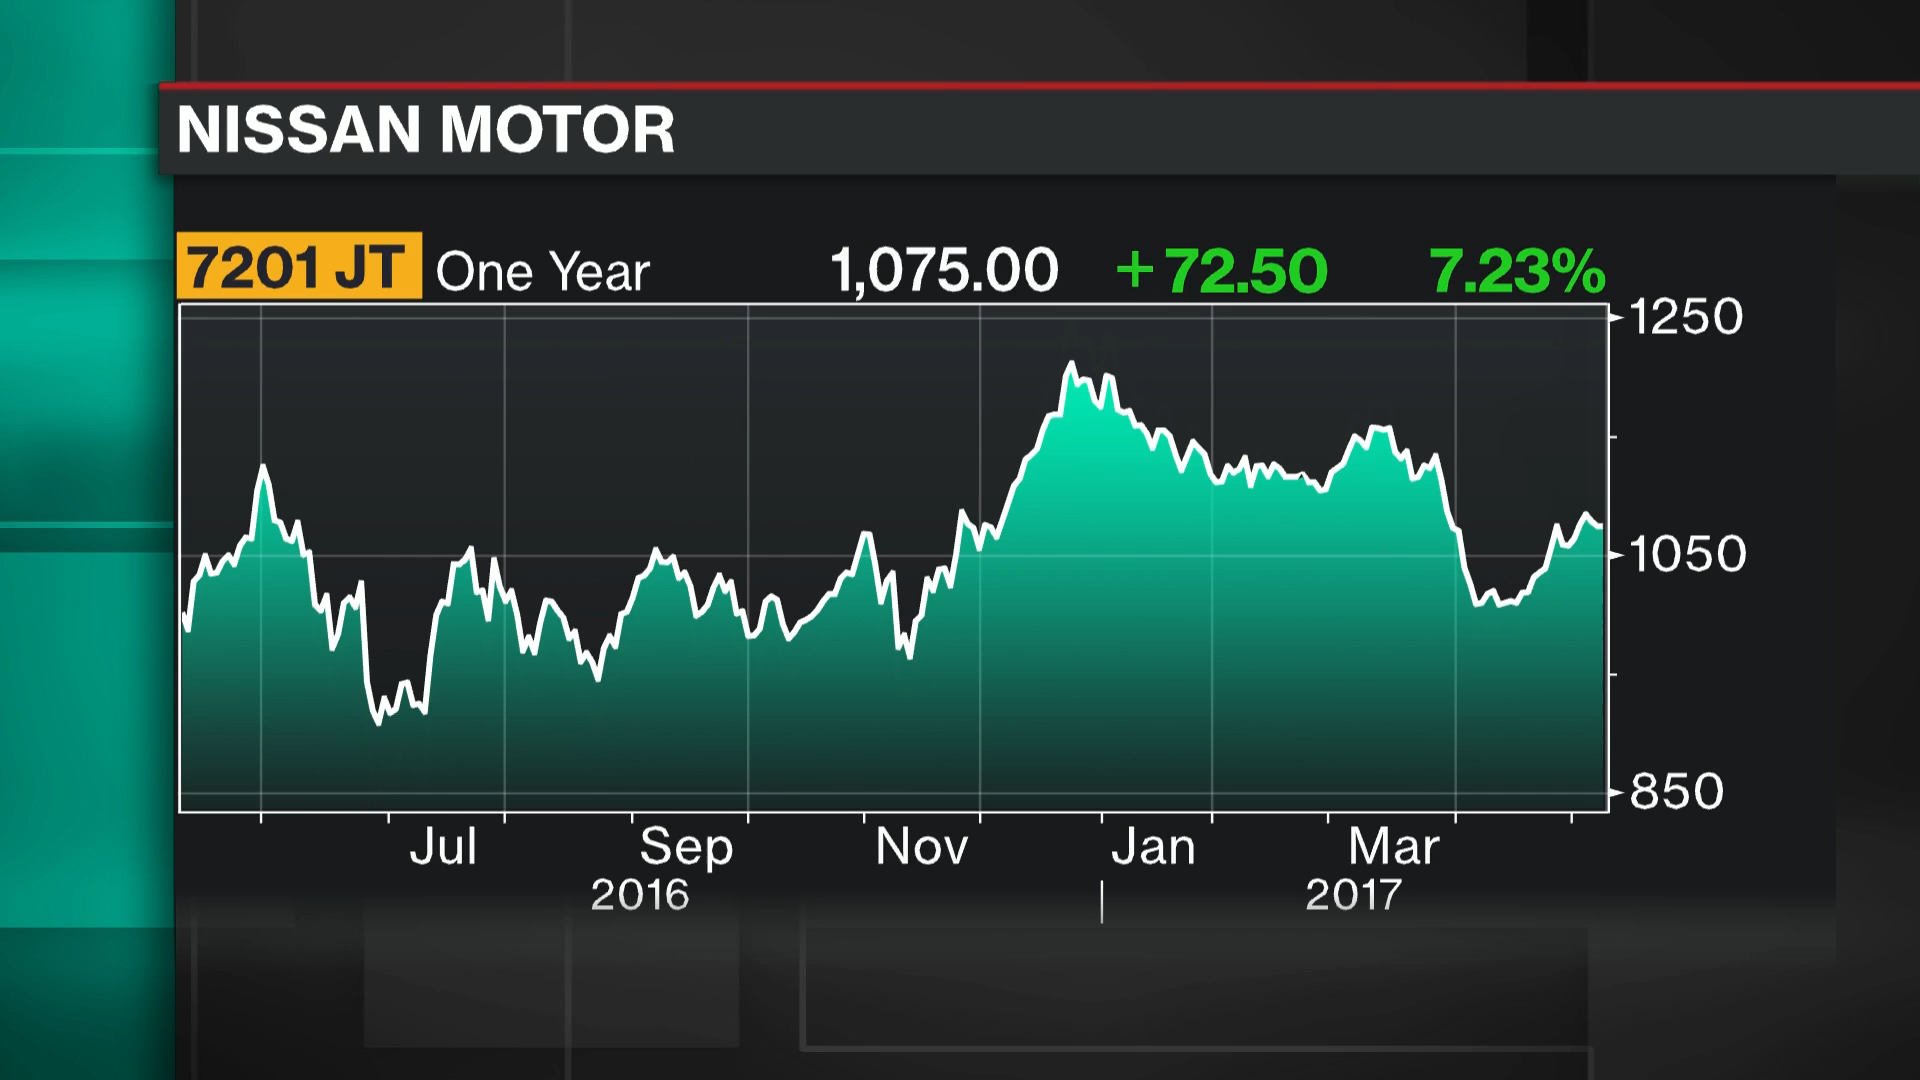 NISSAN MOTOR
7201 JT One Year 1,075.00 +72.50 7.23%
1250
1050
850
Jul Sep Nov Jan Mar
2016 2017